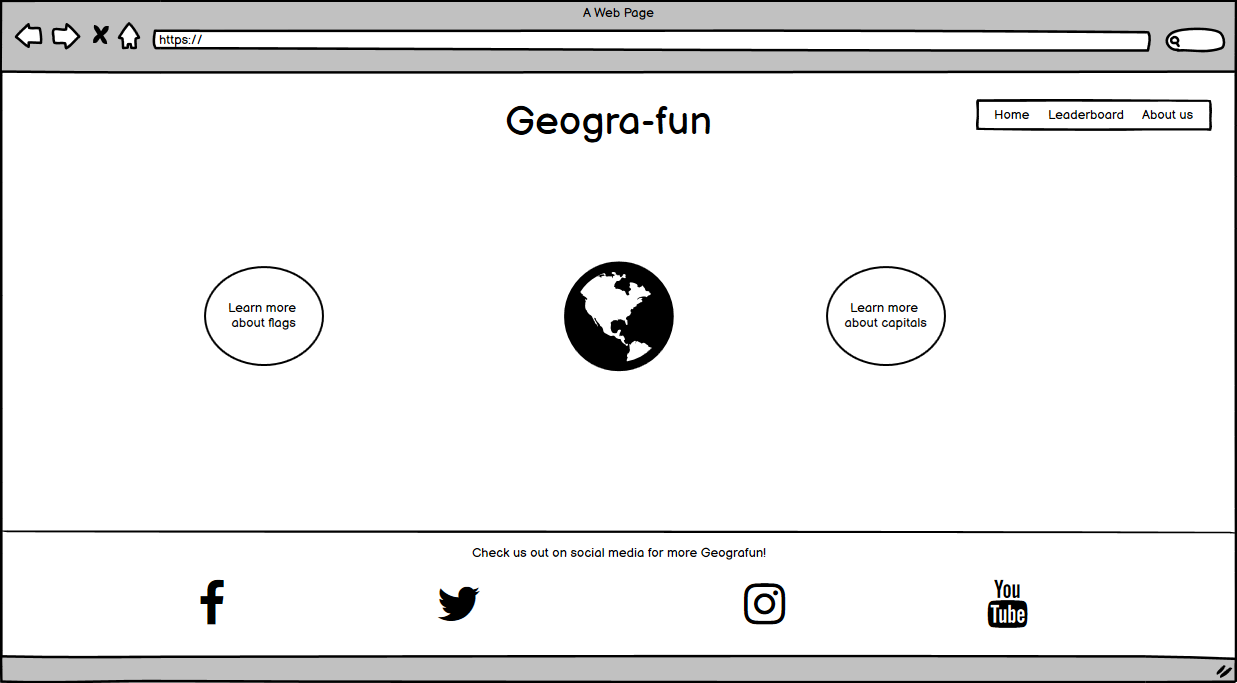 A Web Page
https://
Geogra-fun
Home Leaderboard About us
Learn more
about flags
Learn more
about capitals
Check us out on social media for more Geografun!
You
Tube